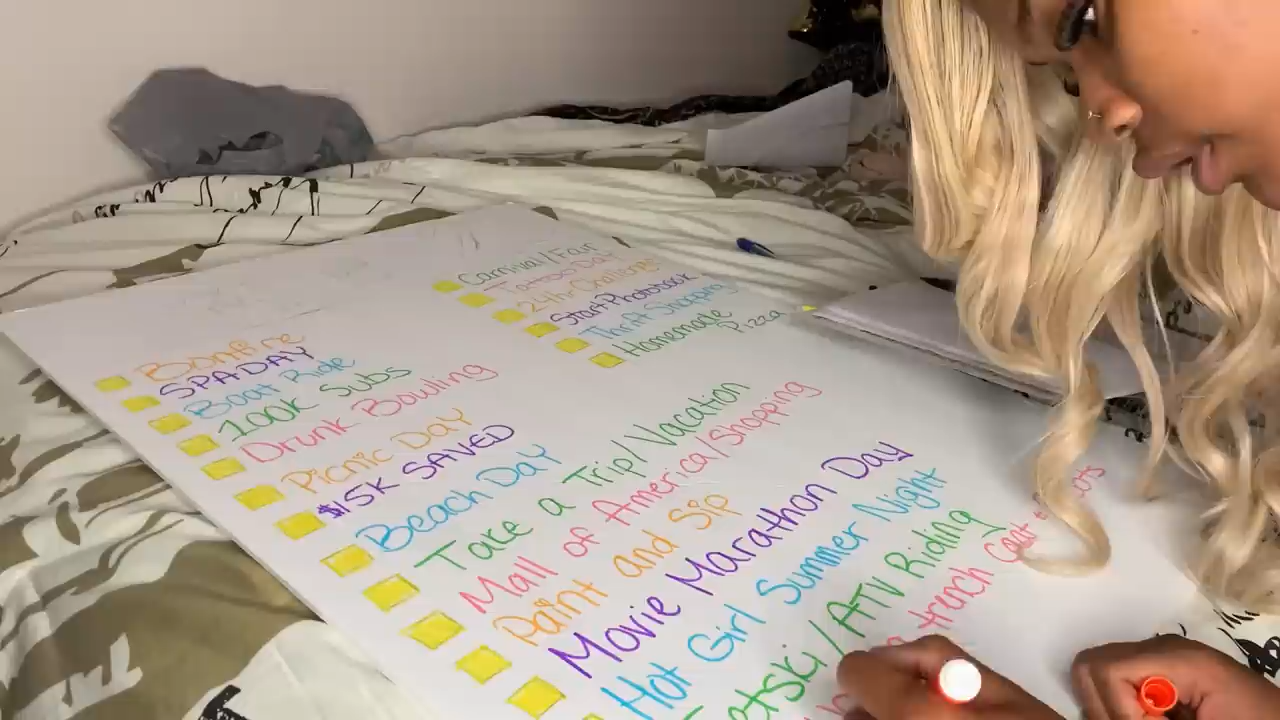 Bonfire
SPA DAY
Boat Ride
100K Subs
Drunk Bowling
Picnic DAY
$15K SAVED
Beach DAY
Take a Trip/Vacation
Mall of America/Shopping
Paint and Sip
Movie Marathon Day
Hot Girl Summer Night
Jetski/ATV Riding
trench Coat
Carnival/Fair
Tattoo Day
24hr Challenge
Start Photobook
Thrift Shopping
Homemade Pizza